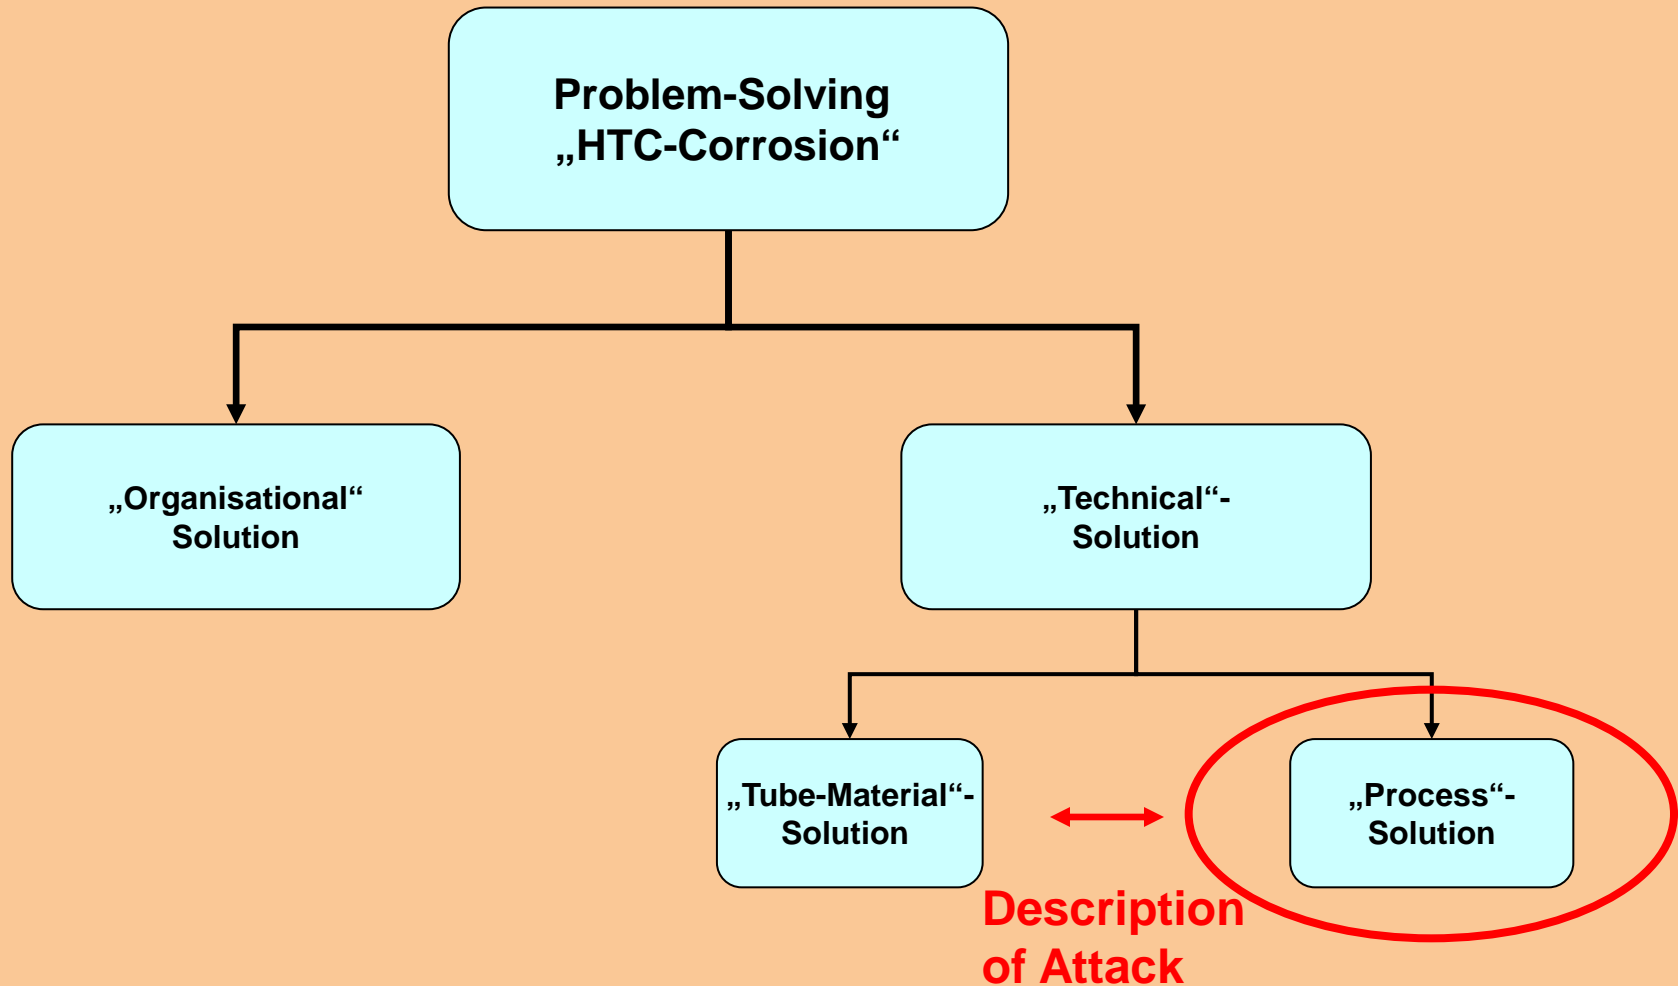 Problem-Solving
„HTC-Corrosion“
„Organisational“
Solution
„Technical“-
Solution
„Tube-Material“-
Solution
„Process“-
Solution
Description
of Attack